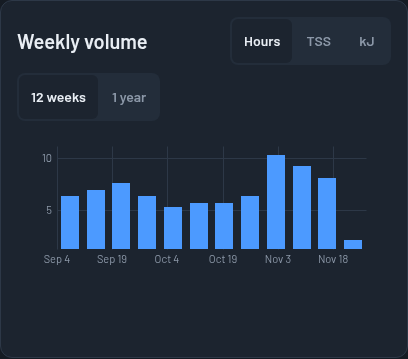 Weekly volume
Hours TSS kJ
12 weeks 1 year
10
5
Sep 4 Sep 19 Oct 4 Oct 19 Nov 3 Nov 18